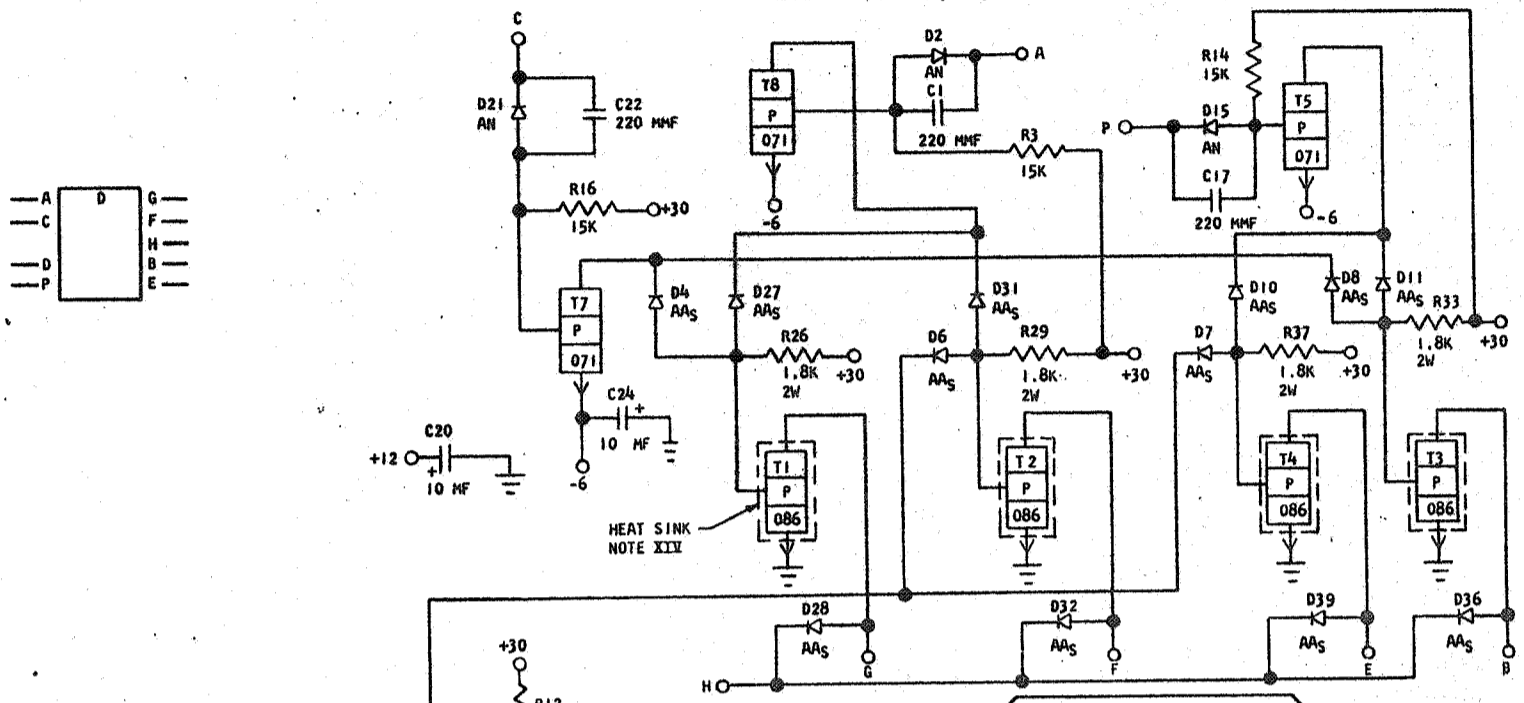 C
D2
A
AN
T8
P
071
-6
C1
220 MMF
R3
15K
D21
AN
C22
220 MMF
R14
15K
T5
P
071
-6
P
D15
AN
C17
220 MMF
A
C
D
P
D
G
F
H
B
E
R16
15K
+30
T7
P
071
-6
D4
AAS
D27
AAS
D31
AAS
D10
AAS
D8
AAS
D11
AAS
R33
1.8K
2W
+30
R26
1.8K
2W
+30
D6
AAS
R29
1.8K
2W
+30
D7
AAS
R37
1.8K
2W
+30
C24
+
10 MF
C20
+12
+
10 MF
T1
P
086
T2
P
086
T4
P
086
T3
P
086
HEAT SINK
NOTE XIV
D28
AAS
G
D32
AAS
F
D39
AAS
E
D36
AAS
B
+30
H